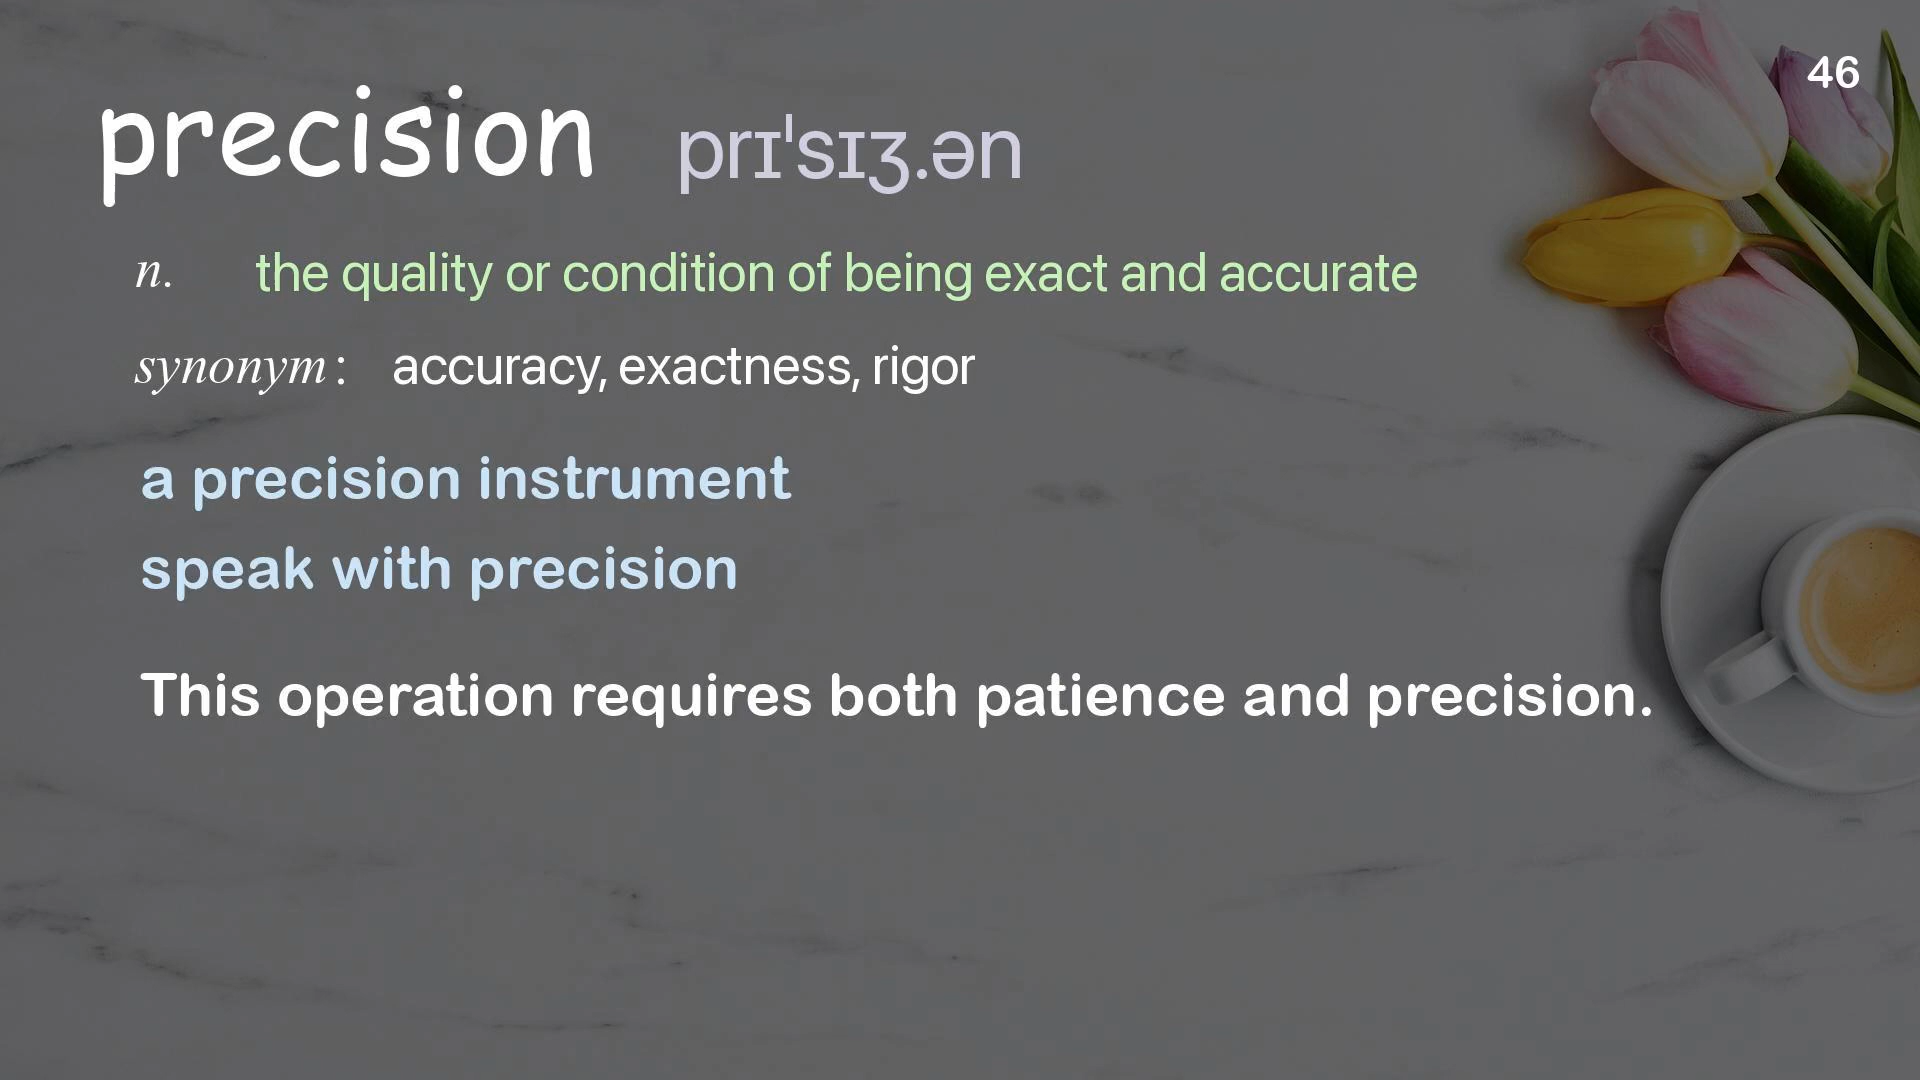 46
precision prɪˈsɪʒ.ən
n. the quality or condition of being exact and accurate
synonym: accuracy, exactness, rigor
a precision instrument
speak with precision
This operation requires both patience and precision.